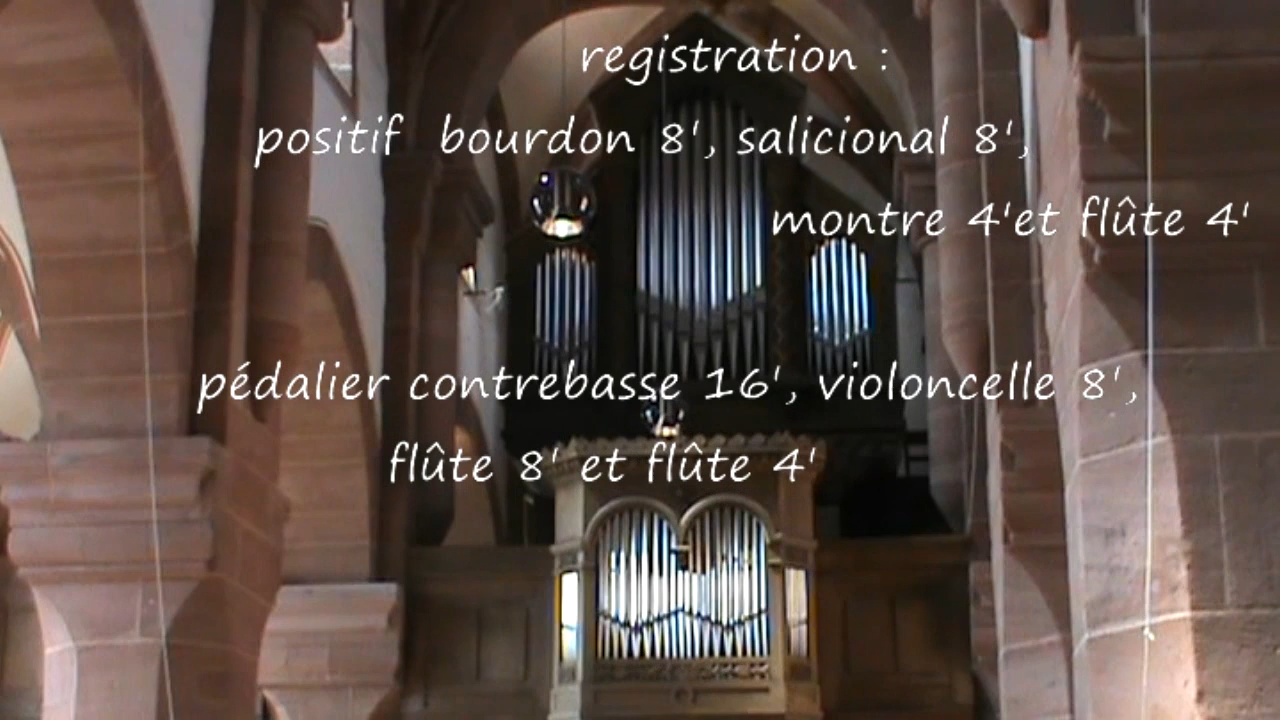 registration :
positif bourdon 8', salicional 8',
montre 4'et flûte 4'
pédalier contrebasse 16', violoncelle 8',
flûte 8' et flûte 4'